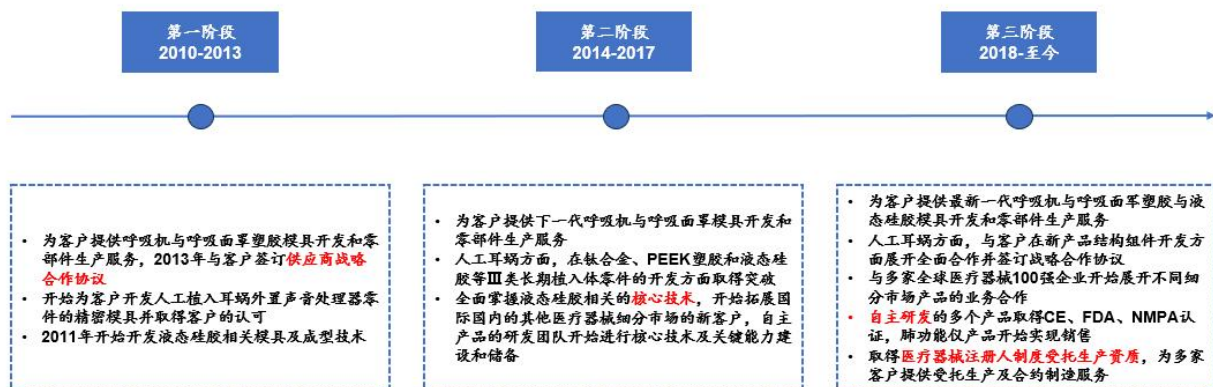 第一阶段
2010-2013
第二阶段
2014-2017
第三阶段
2018-至今
• 为客户提供呼吸机与呼吸面罩塑胶模具开发和零
部件生产服务，2013年与客户签订供应商战略
合作协议
• 开始为客户开发人工植入耳蜗外置声音处理器零
件的精密模具并取得客户的认可
• 2011年开始开发液态硅胶相关模具及成型技术
• 为客户提供下一代呼吸机与呼吸面罩模具开发和
零部件生产服务
• 人工耳蜗方面，在钛合金、PEEK塑胶和液态硅
胶等Ⅲ类长期植入体零件的开发方面取得突破
• 全面掌握液态硅胶相关的核心技术，开始拓展国
际国内的其他医疗器械细分市场的新客户，自主
产品的研发团队开始进行核心技术及关键能力建
设和储备
• 为客户提供最新一代呼吸机与呼吸面罩塑胶与液
态硅胶模具开发和零部件生产服务
• 人工耳蜗方面，与客户在新产品结构组件开发方
面展开全面合作并签订战略合作协议
• 与多家全球医疗器械100强企业开始展开不同细
分市场产品的业务合作
• 自主研发的多个产品取得CE、FDA、NMPA认
证，肺功能仪产品开始实现销售
• 取得医疗器械注册人制度受托生产资质，为多家
客户提供受托生产及合约制造服务